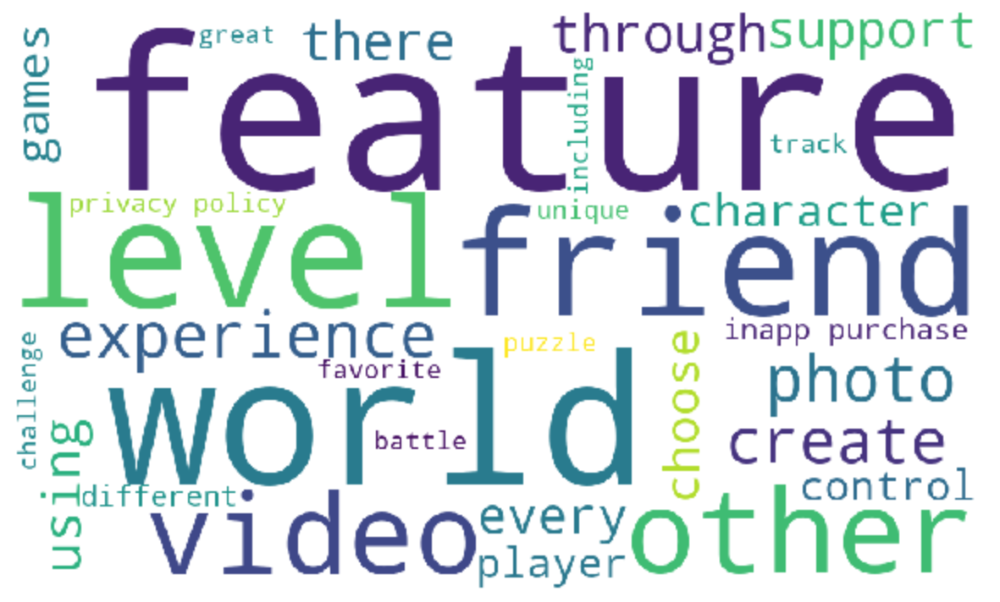 games
great
there
through
support
feature
including
track
privacy policy
level
unique
character
friend
experience
inapp purchase
puzzle
challenge
favorite
choose
photo
world
battle
create
using
different
control
video
every
other
player